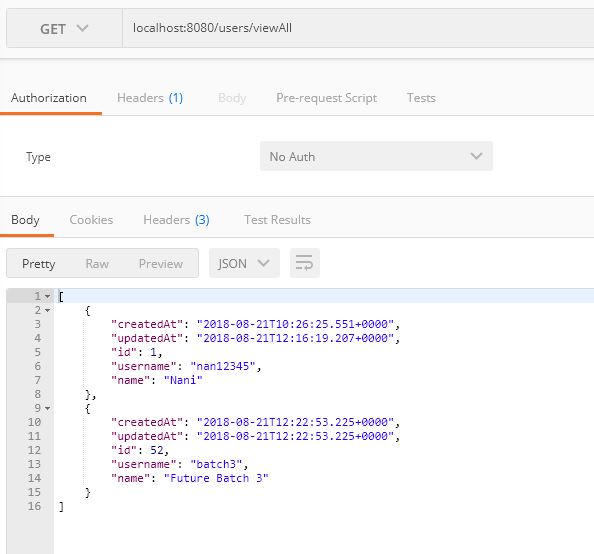 GET localhost:8080/users/viewAll
Authorization Headers (1) Body Pre-request Script Tests
Type No Auth
Body Cookies Headers (3) Test Results
Pretty Raw Preview JSON
1 [
2 {
3 "createdAt": "2018-08-21T10:26:25.551+0000",
4 "updatedAt": "2018-08-21T12:16:19.207+0000",
5 "id": 1,
6 "username": "nan12345",
7 "name": "Nani"
8 },
9 {
10 "createdAt": "2018-08-21T12:22:53.225+0000",
11 "updatedAt": "2018-08-21T12:22:53.225+0000",
12 "id": 52,
13 "username": "batch3",
14 "name": "Future Batch 3"
15 }
16 ]